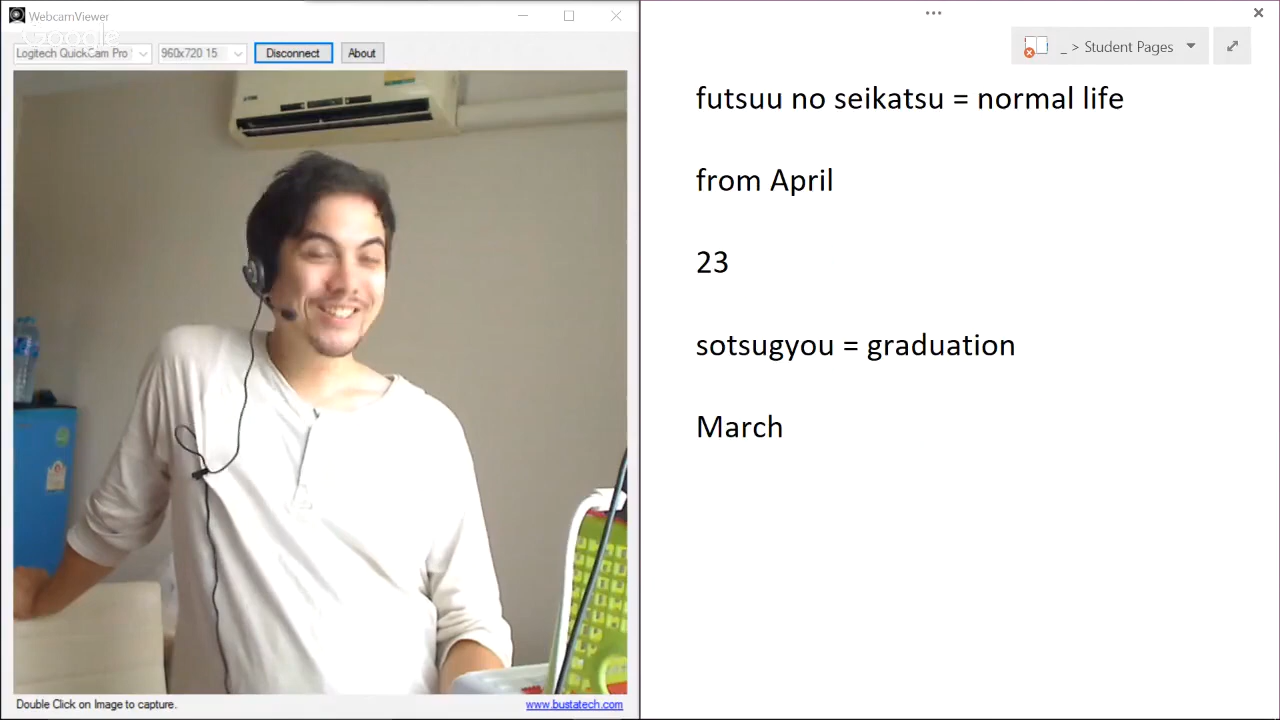 WebcamViewer
Google
Logitech QuickCam Pro
960x720 15
Disconnect
About
Double Click on Image to capture.
www.bustatech.com
_ > Student Pages
futsuu no seikatsu = normal life
from April
23
sotsugyou = graduation
March